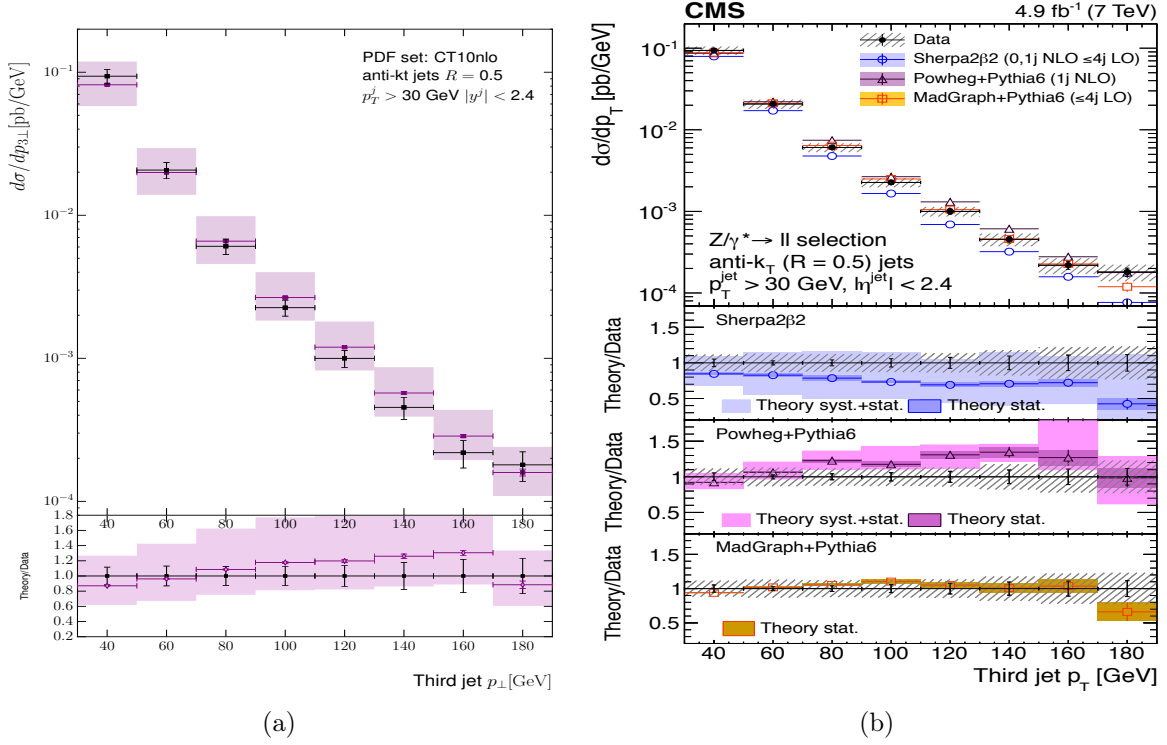 PDF set: CT10nlo
anti-kt jets R = 0.5
p_T^j > 30 GeV |y^j| < 2.4
dσ/dp_{3⊥}[pb/GeV]
10^{-1}
10^{-2}
10^{-3}
10^{-4}
40 60 80 100 120 140 160 180
Theory/Data
1.8
1.6
1.4
1.2
1.0
0.8
0.6
0.4
0.2
40 60 80 100 120 140 160 180
Third jet p_⊥[GeV]
(a)
CMS 4.9 fb^{-1} (7 TeV)
dσ/dp_T [pb/GeV]
10^{-1}
10^{-2}
10^{-3}
10^{-4}
Data
Sherpa2β2 (0,1j NLO ≤4j LO)
Powheg+Pythia6 (1j NLO)
MadGraph+Pythia6 (≤4j LO)
Z/γ*→ ll selection
anti-k_T (R = 0.5) jets
p_T^{jet} > 30 GeV, |η^{jet}| < 2.4
Theory/Data
1.5
1
0.5
Sherpa2β2
Theory syst.+stat. Theory stat.
Theory/Data
1.5
1
0.5
Powheg+Pythia6
Theory syst.+stat. Theory stat.
Theory/Data
1.5
1
0.5
MadGraph+Pythia6
Theory stat.
40 60 80 100 120 140 160 180
Third jet p_T [GeV]
(b)